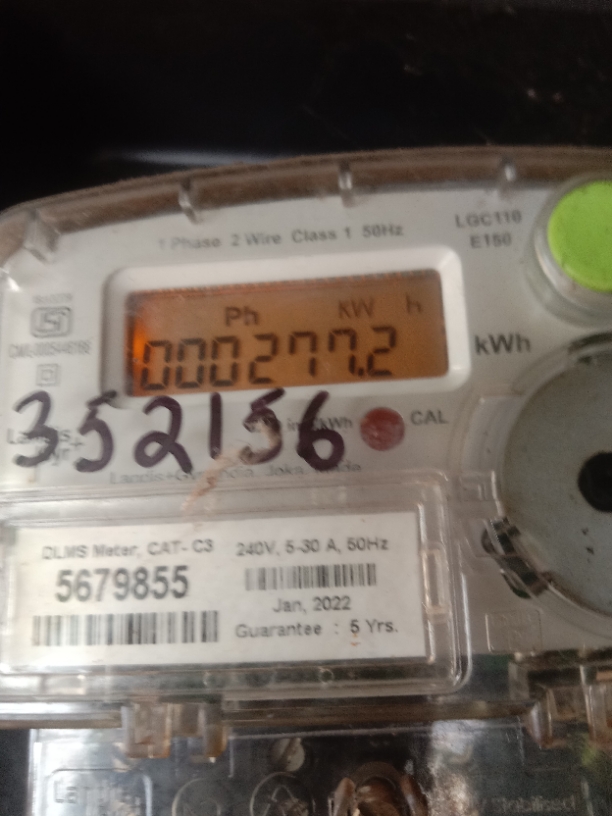 1 Phase 2 Wire Class 1 50Hz
LGC110
E150
Ph KW h
000277.2
kWh
352156
CAL
DLMS Meter, CAT- C3
5679855
240V, 5-30 A, 50Hz
Jan, 2022
Guarantee : 5 Yrs.